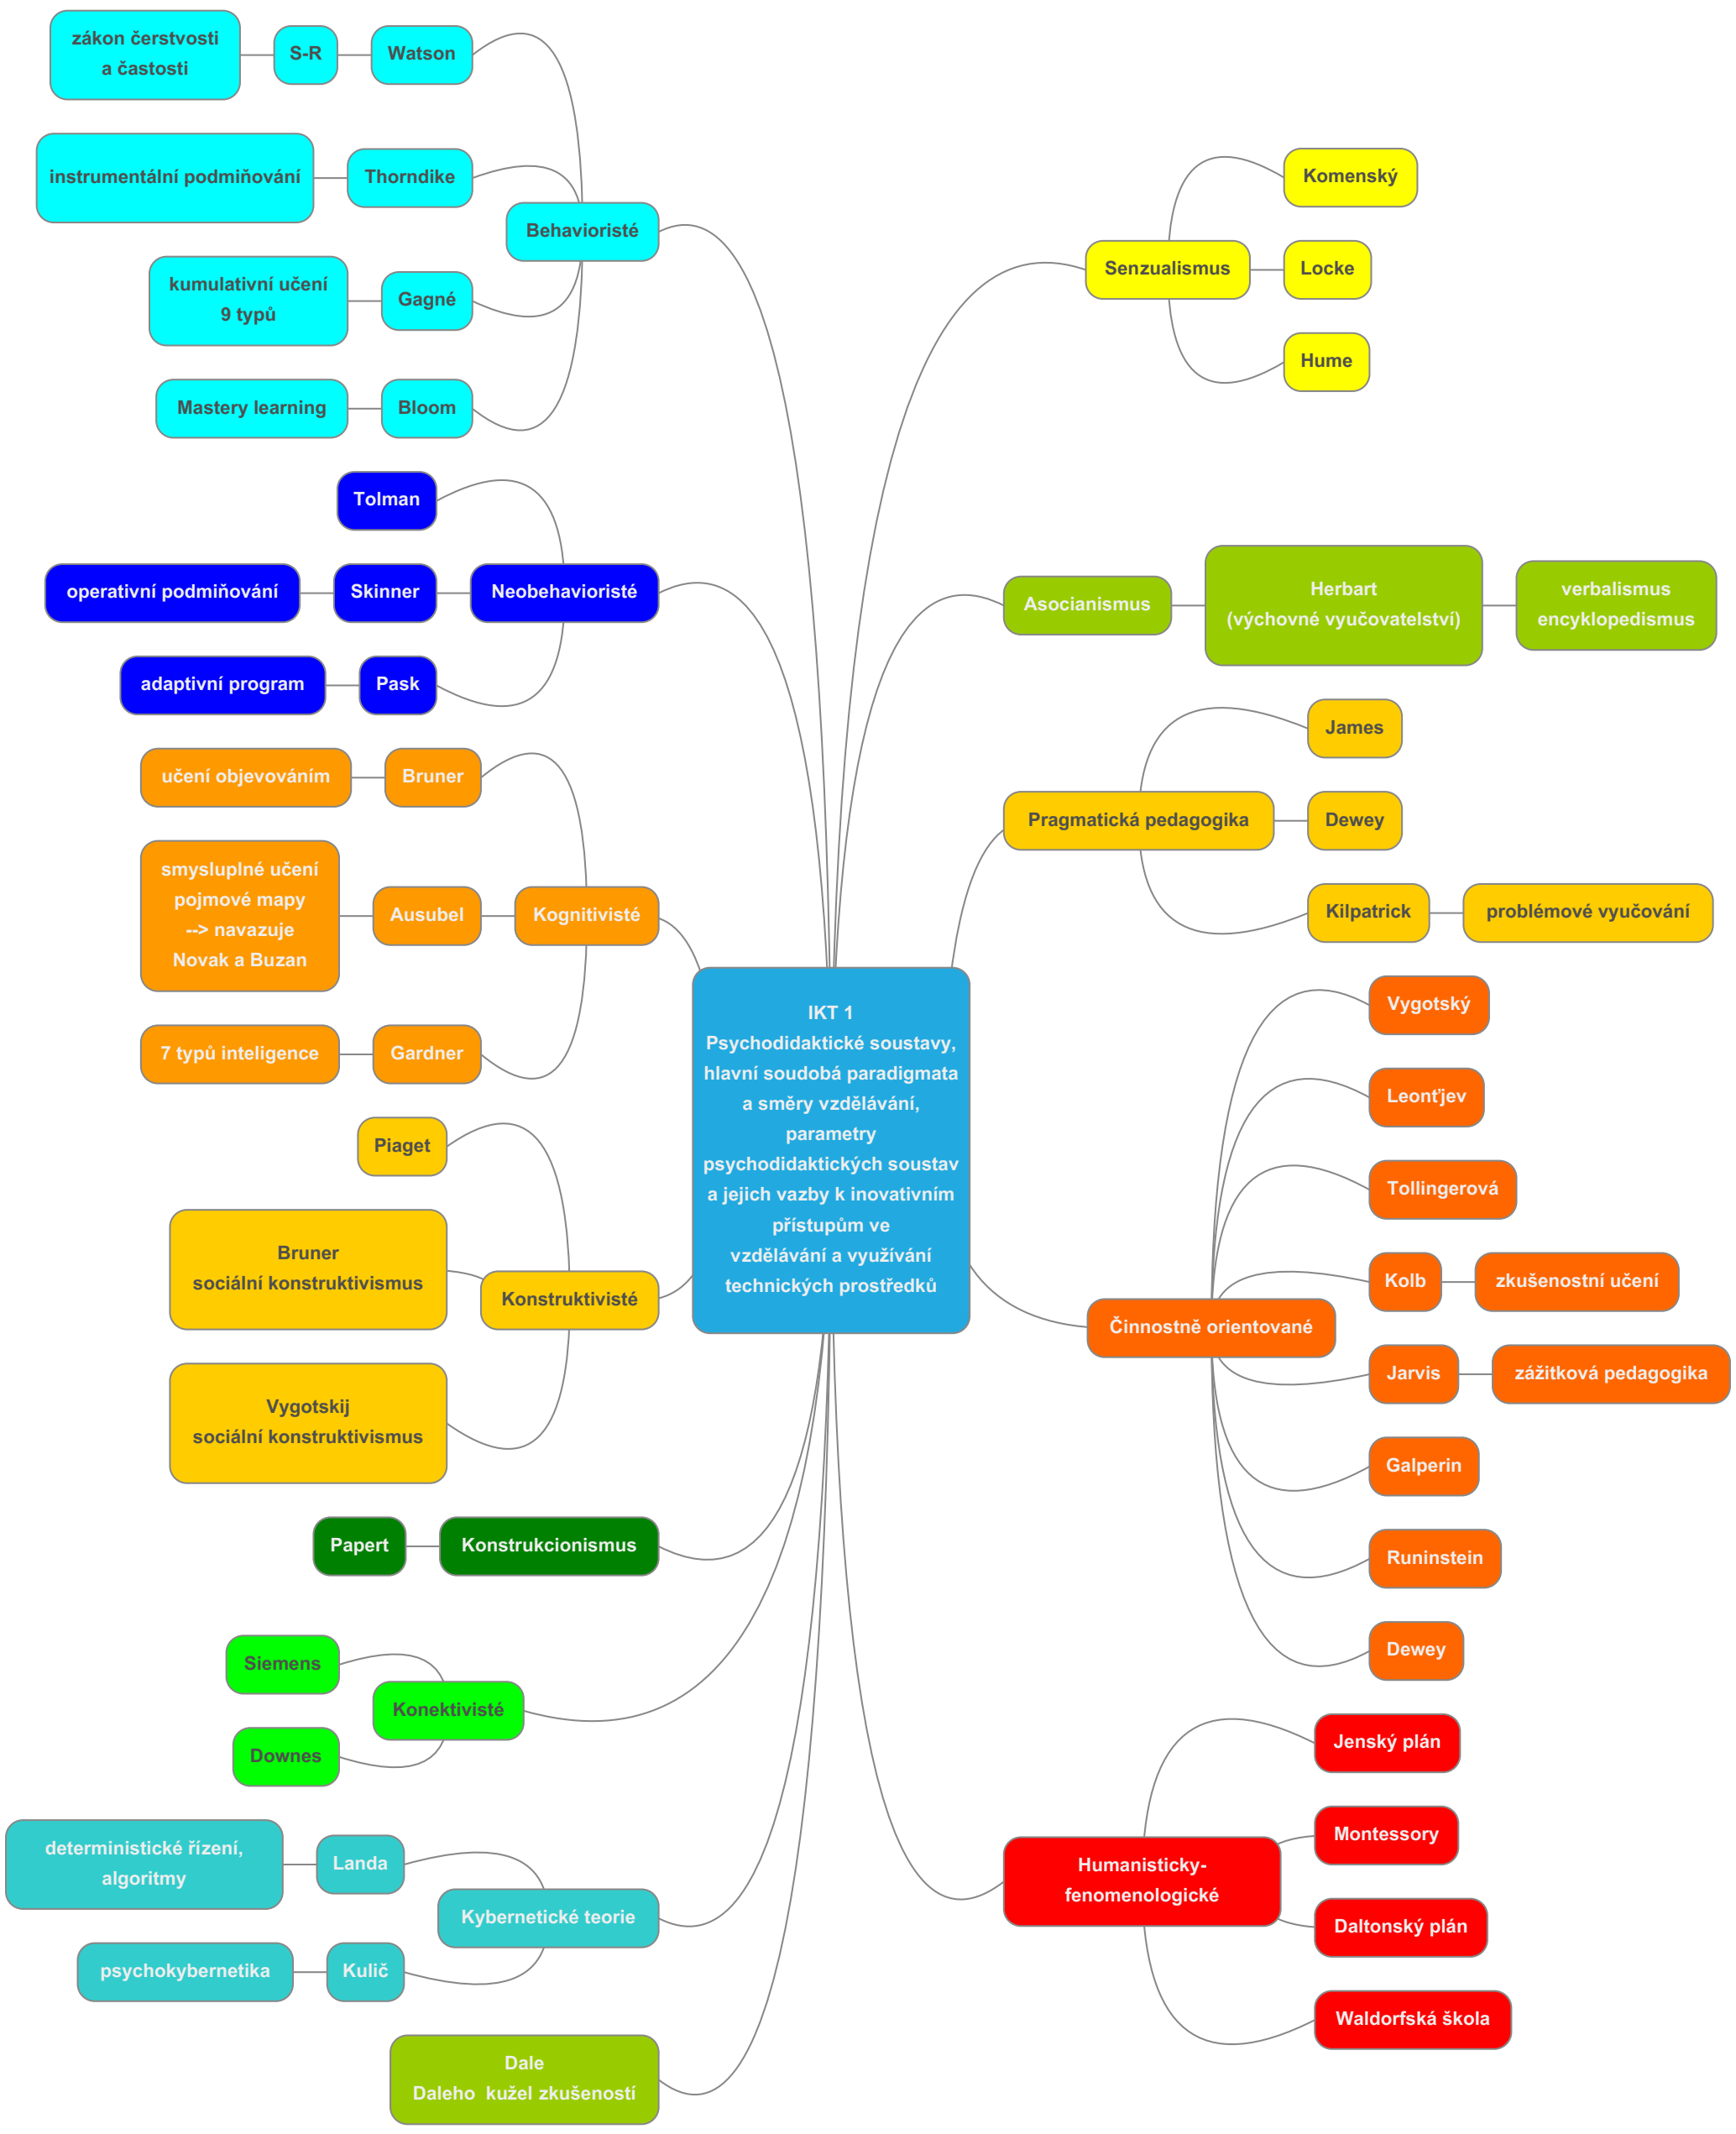 zákon čerstvosti
a častosti
S-R
Watson
instrumentální podmiňování
Thorndike
Behavioristé
kumulativní učení
9 typů
Gagné
Mastery learning
Bloom
Tolman
operativní podmiňování
Skinner
Neobehavioristé
adaptivní program
Pask
učení objevováním
Bruner
smysluplné učení
pojmové mapy
--> navazuje
Novak a Buzan
Ausubel
Kognitivisté
7 typů inteligence
Gardner
Piaget
Bruner
sociální konstruktivismus
Konstruktivisté
Vygotskij
sociální konstruktivismus
Papert
Konstrukcionismus
Siemens
Konektivisté
Downes
deterministické řízení,
algoritmy
Landa
Kybernetické teorie
psychokybernetika
Kulič
Dale
Daleho  kužel zkušeností
IKT 1
Psychodidaktické soustavy,
hlavní soudobá paradigmata
a směry vzdělávání,
parametry
psychodidaktických soustav
a jejich vazby k inovativním
přístupům ve
vzdělávání a využívání
technických prostředků
Komenský
Senzualismus
Locke
Hume
Asocianismus
Herbart
(výchovné vyučovatelství)
verbalismus
encyklopedismus
James
Pragmatická pedagogika
Dewey
Kilpatrick
problémové vyučování
Vygotský
Leonťjev
Tollingerová
Kolb
zkušenostní učení
Činnostně orientované
Jarvis
zážitková pedagogika
Galperin
Runinstein
Dewey
Jenský plán
Montessory
Humanisticky-
fenomenologické
Daltonský plán
Waldorfská škola